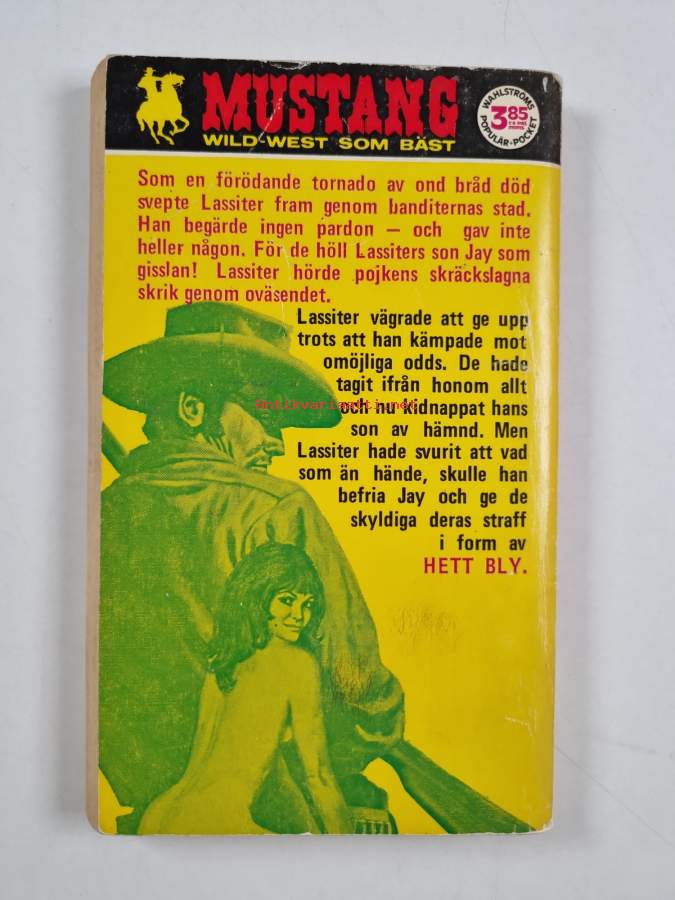 MUSTANG
WILD-WEST SOM BÄST
WAHLSTRÖMS
3.85
POPULÄR-POCKET
Som en förödande tornado av ond bråd död
svepte Lassiter fram genom banditernas stad.
Han begärde ingen pardon – och gav inte
heller någon. För de höll Lassiters son Jay som
gisslan! Lassiter hörde pojkens skräckslagna
skrik genom oväsendet.
Lassiter vägrade att ge upp
trots att han kämpade mot
omöjliga odds. De hade
tagit ifrån honom allt
och nu kidnappat hans
son av hämnd. Men
Lassiter hade svurit att vad
som än hände, skulle han
befria Jay och ge de
skyldiga deras straff
i form av
HETT BLY.
Antikvariaatti.net